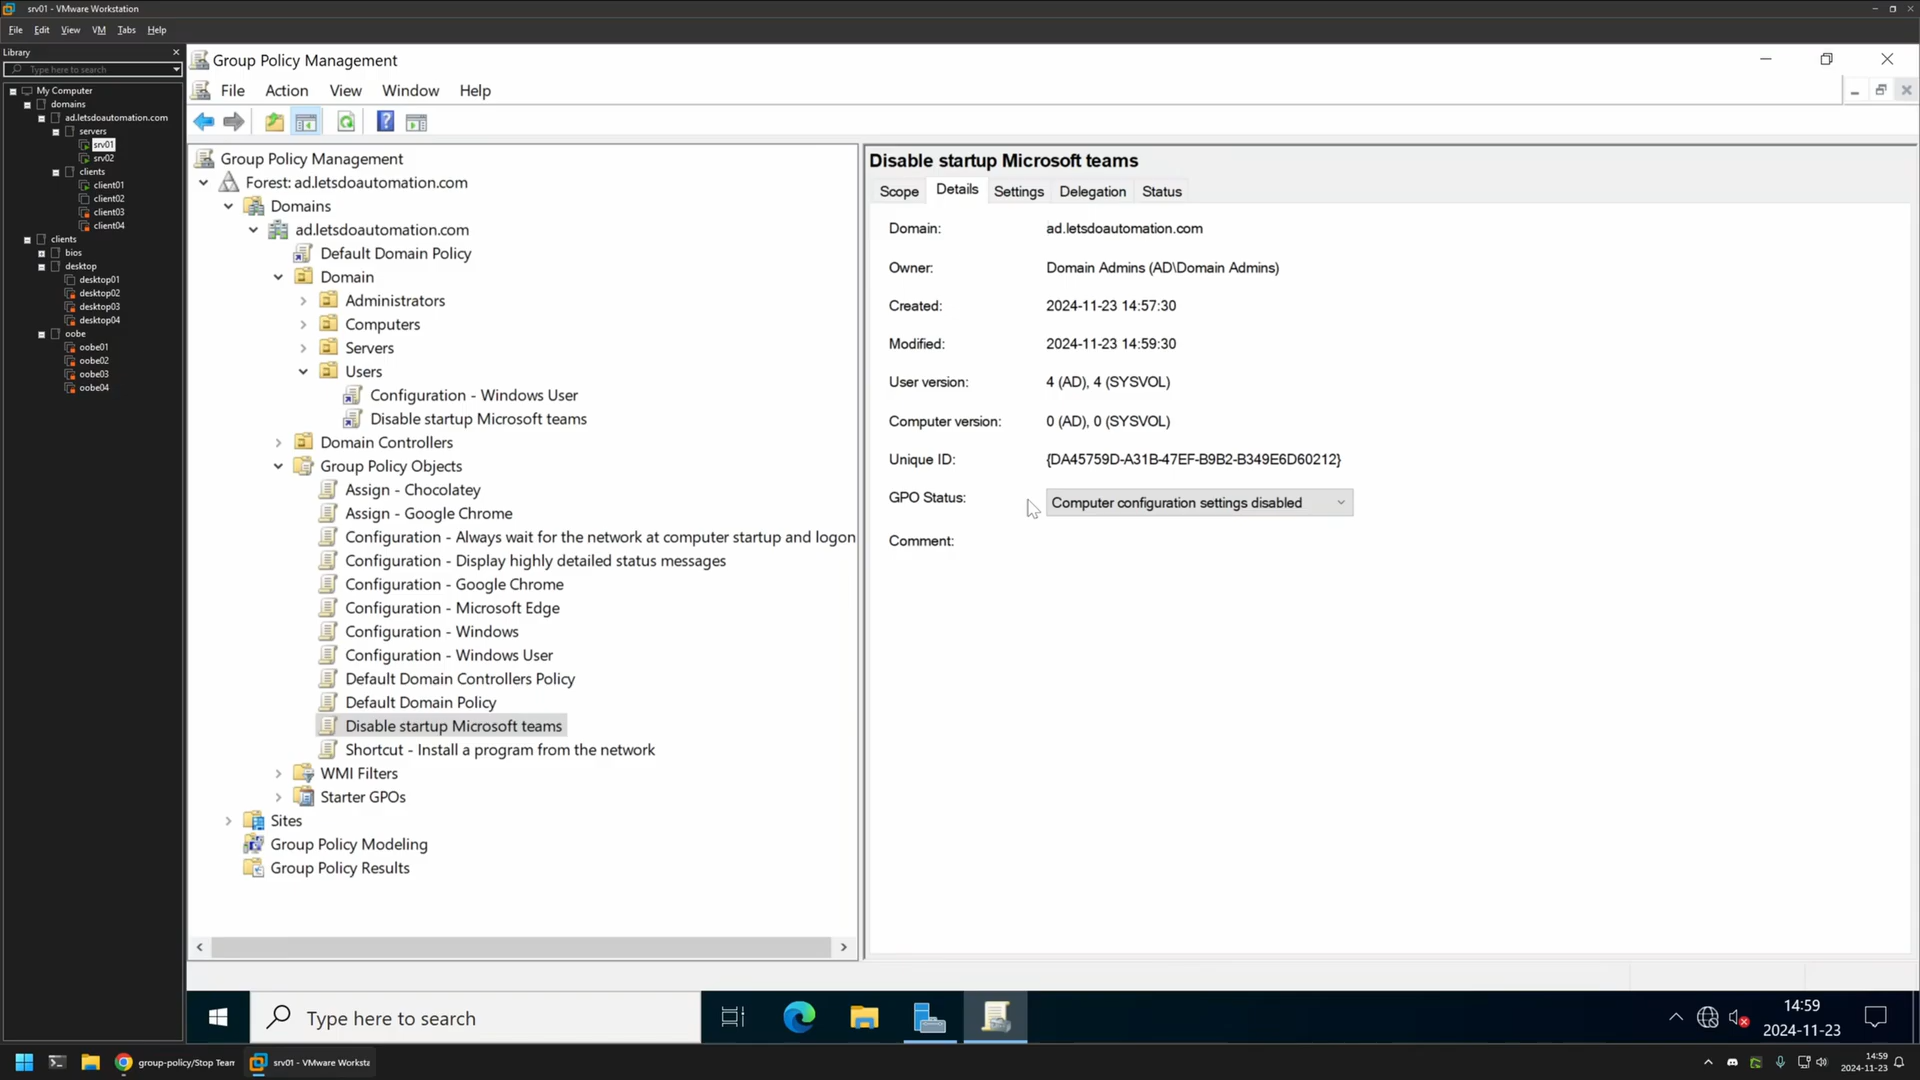 srv01 - VMware Workstation
File Edit View VM Tabs Help
Library
Type here to search
My Computer
domains
ad.letsdoautomation.com
servers
srv01
srv02
clients
client01
client02
client03
client04
clients
bios
desktop
desktop01
desktop02
desktop03
desktop04
oobe
oobe01
oobe02
oobe03
oobe04
Group Policy Management
File Action View Window Help
Group Policy Management
Forest: ad.letsdoautomation.com
Domains
ad.letsdoautomation.com
Default Domain Policy
Domain
Administrators
Computers
Servers
Users
Configuration - Windows User
Disable startup Microsoft teams
Domain Controllers
Group Policy Objects
Assign - Chocolatey
Assign - Google Chrome
Configuration - Always wait for the network at computer startup and logon
Configuration - Display highly detailed status messages
Configuration - Google Chrome
Configuration - Microsoft Edge
Configuration - Windows
Configuration - Windows User
Default Domain Controllers Policy
Default Domain Policy
Disable startup Microsoft teams
Shortcut - Install a program from the network
WMI Filters
Starter GPOs
Sites
Group Policy Modeling
Group Policy Results
Disable startup Microsoft teams
Scope Details Settings Delegation Status
Domain: ad.letsdoautomation.com
Owner: Domain Admins (AD\Domain Admins)
Created: 2024-11-23 14:57:30
Modified: 2024-11-23 14:59:30
User version: 4 (AD), 4 (SYSVOL)
Computer version: 0 (AD), 0 (SYSVOL)
Unique ID: {DA45759D-A31B-47EF-B9B2-B349E6D60212}
GPO Status: Computer configuration settings disabled
Comment:
Type here to search
14:59
2024-11-23
group-policy/Stop Team
srv01 - VMware Worksta
14:59
2024-11-23